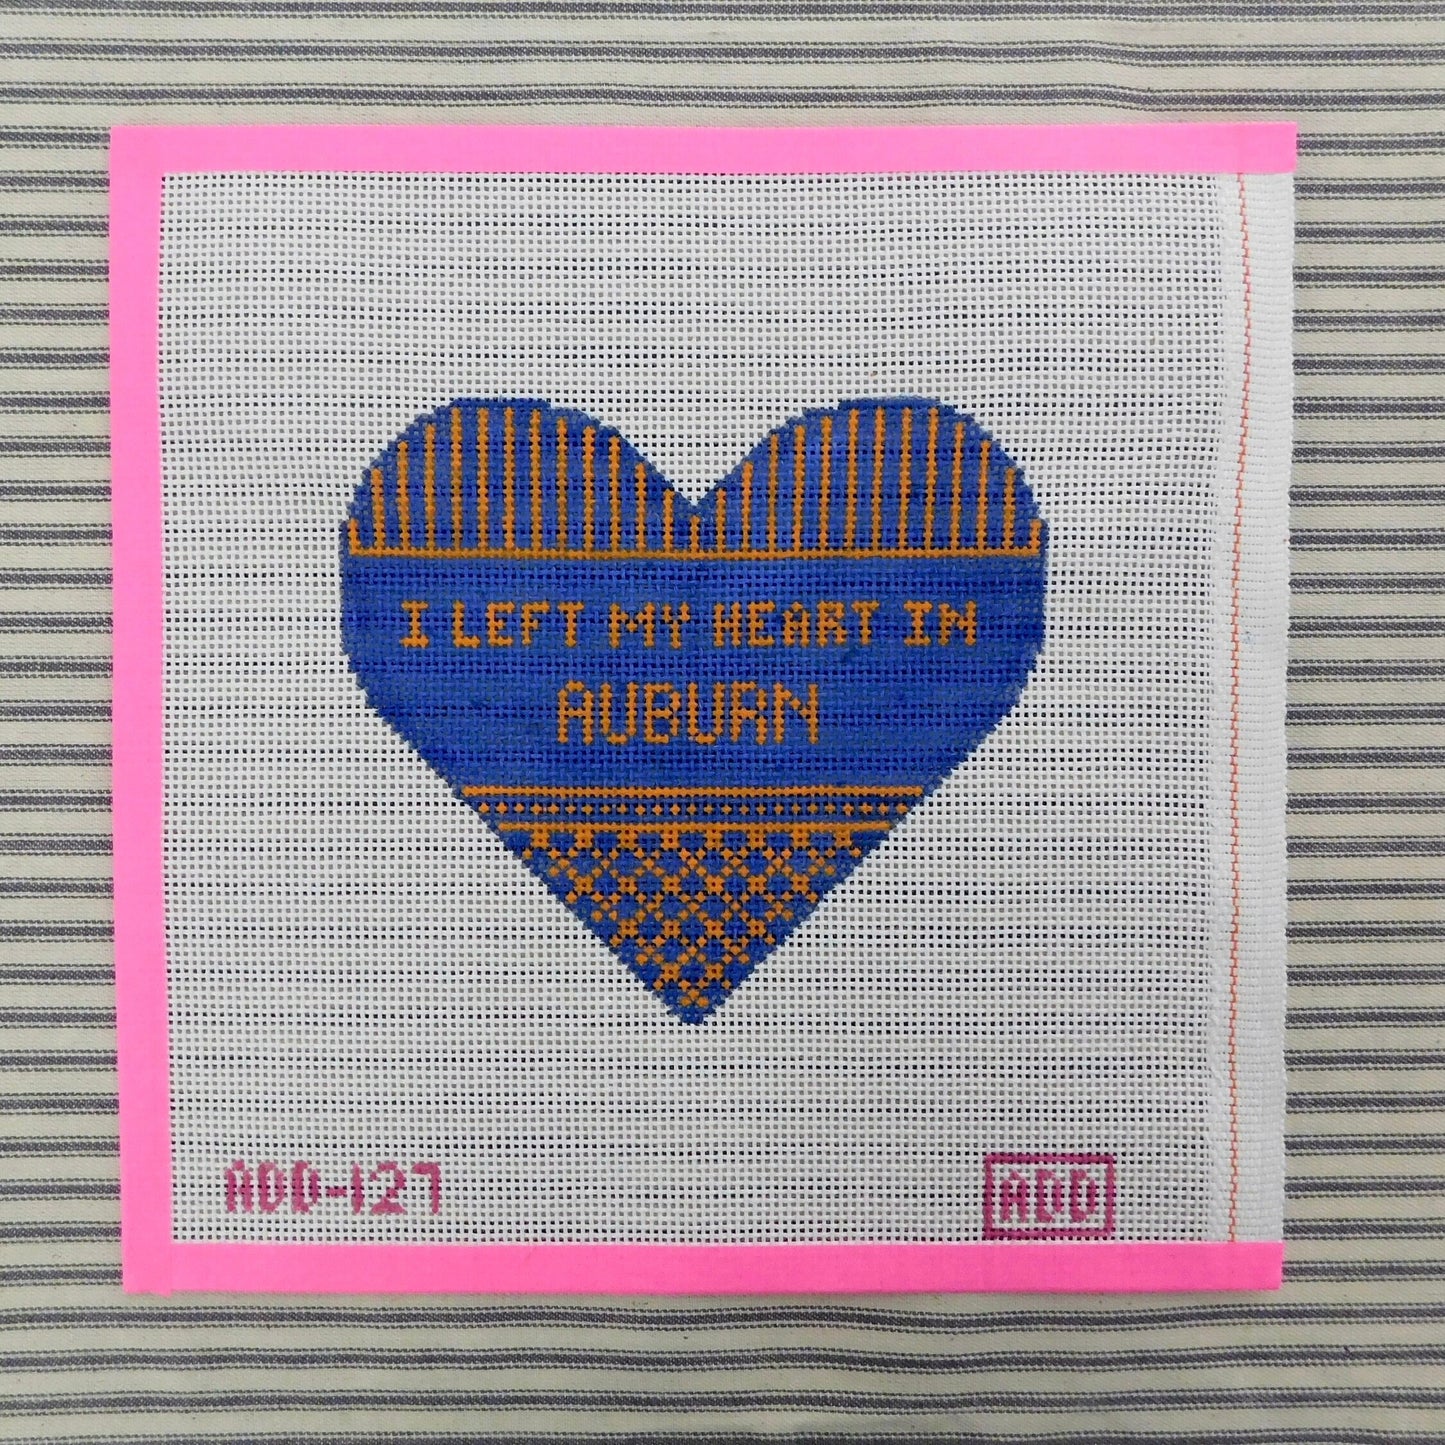 I LEFT MY HEART IN
AUBURN
ADD-127
ADD